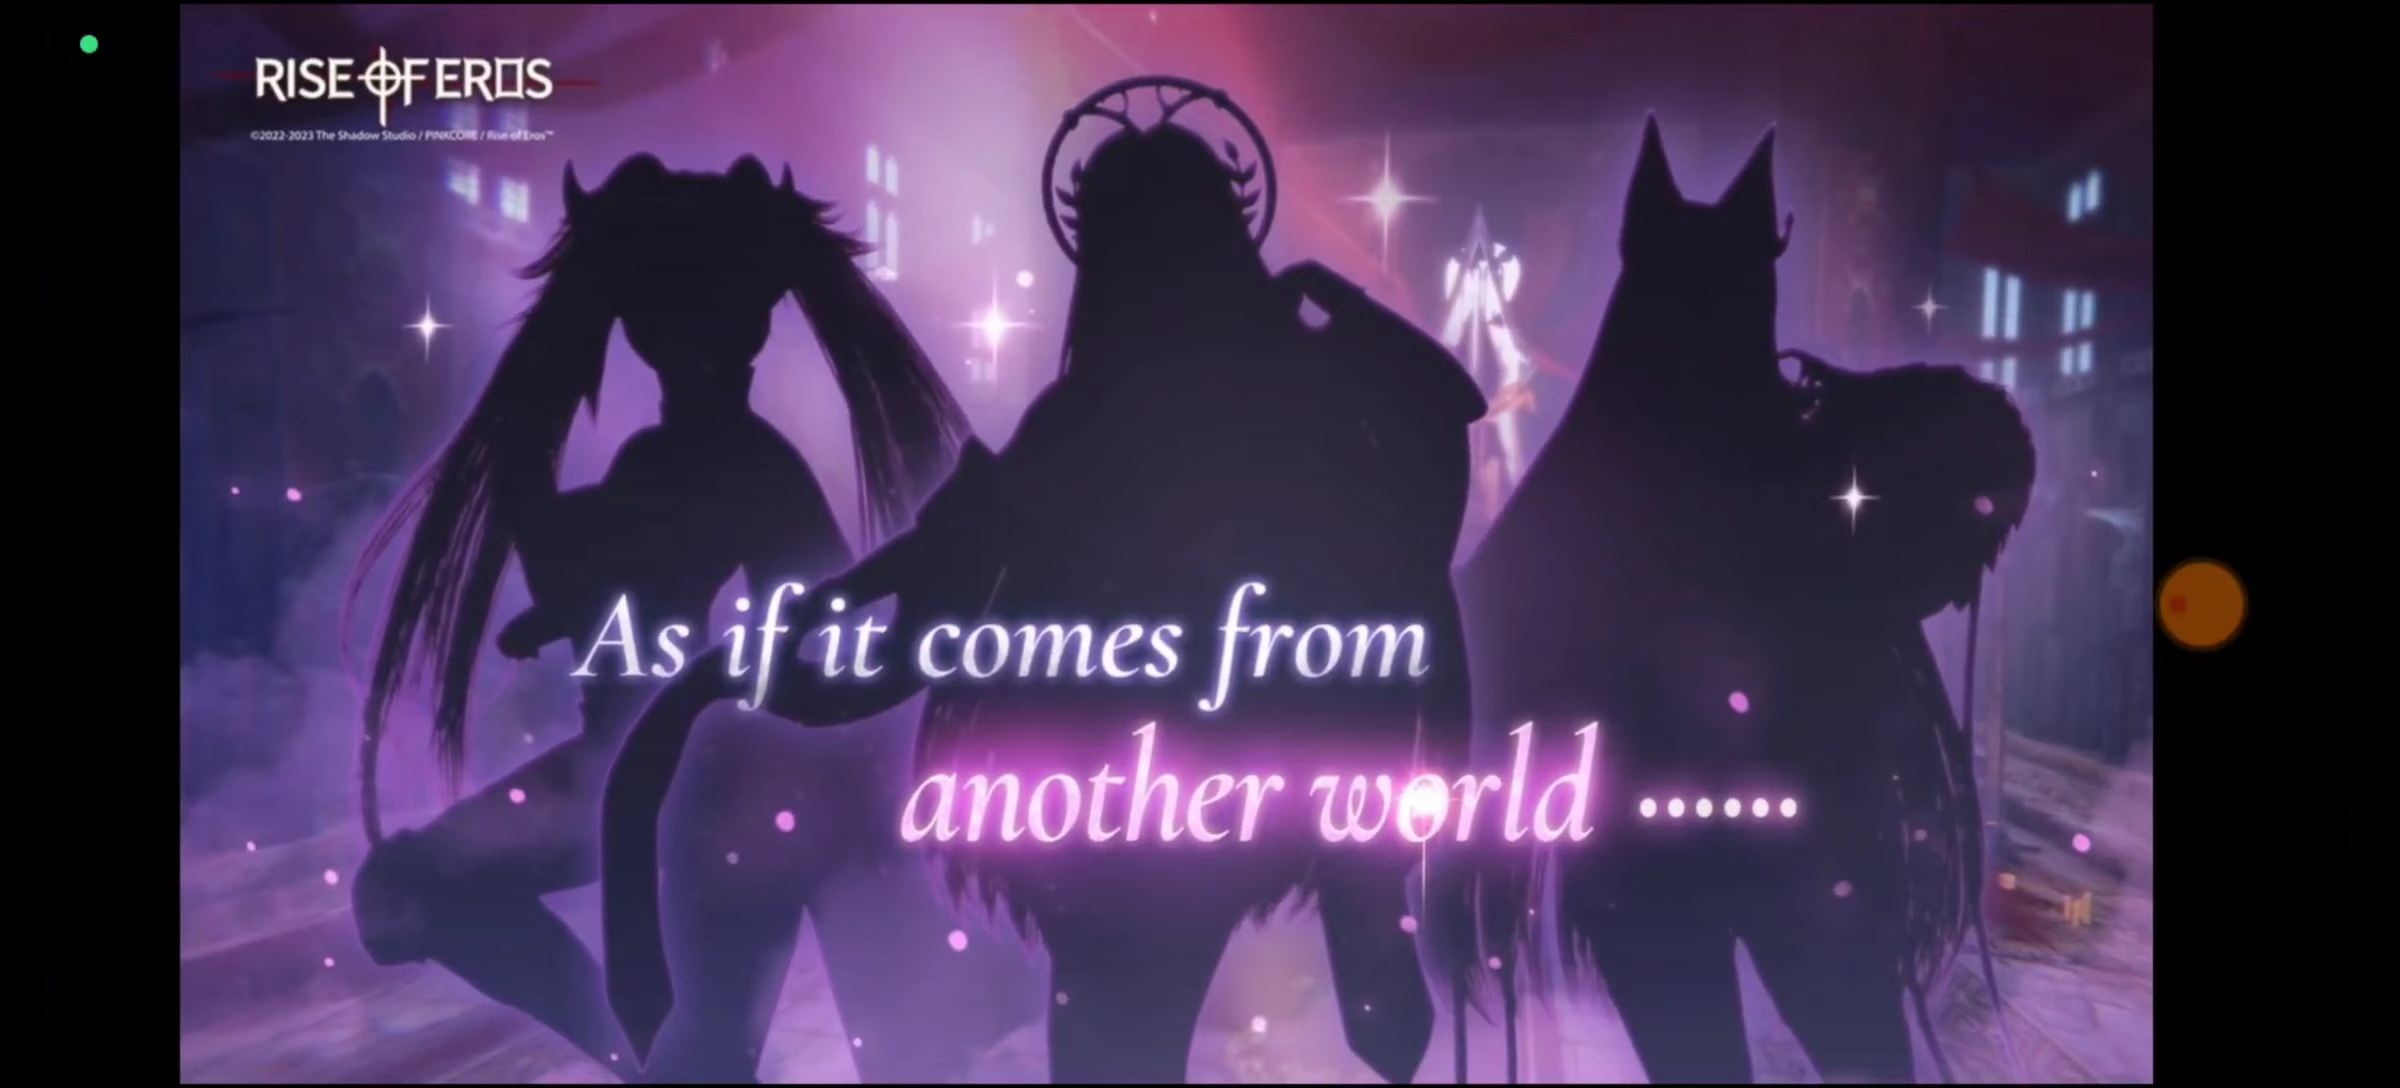 RISE OF EROS
©2022-2023 The Shadow Studio / PINKCORE / Rise of Eros™
As if it comes from
another world ••••••